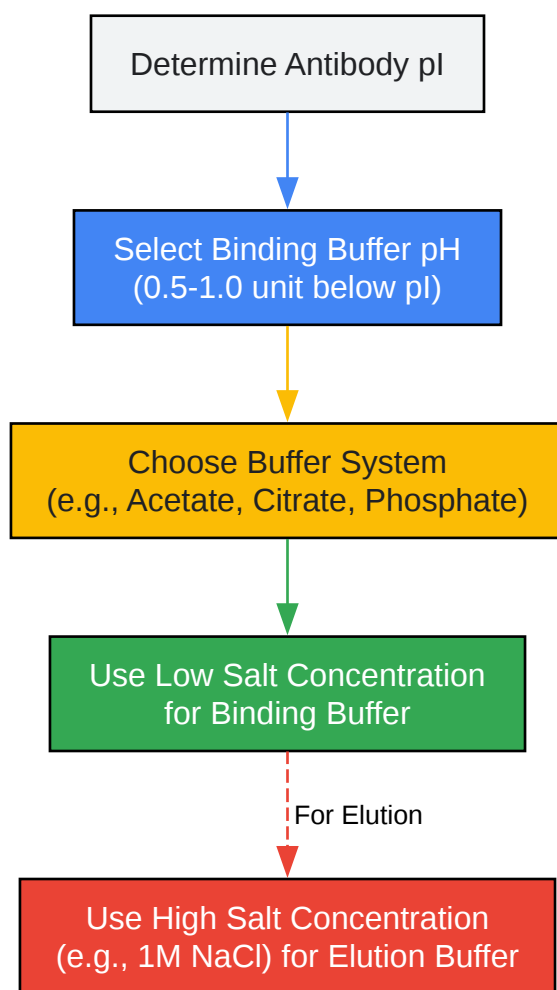 Determine Antibody pI
Select Binding Buffer pH
(0.5-1.0 unit below pI)
Choose Buffer System
(e.g., Acetate, Citrate, Phosphate)
Use Low Salt Concentration
for Binding Buffer
For Elution
Use High Salt Concentration
(e.g., 1M NaCl) for Elution Buffer